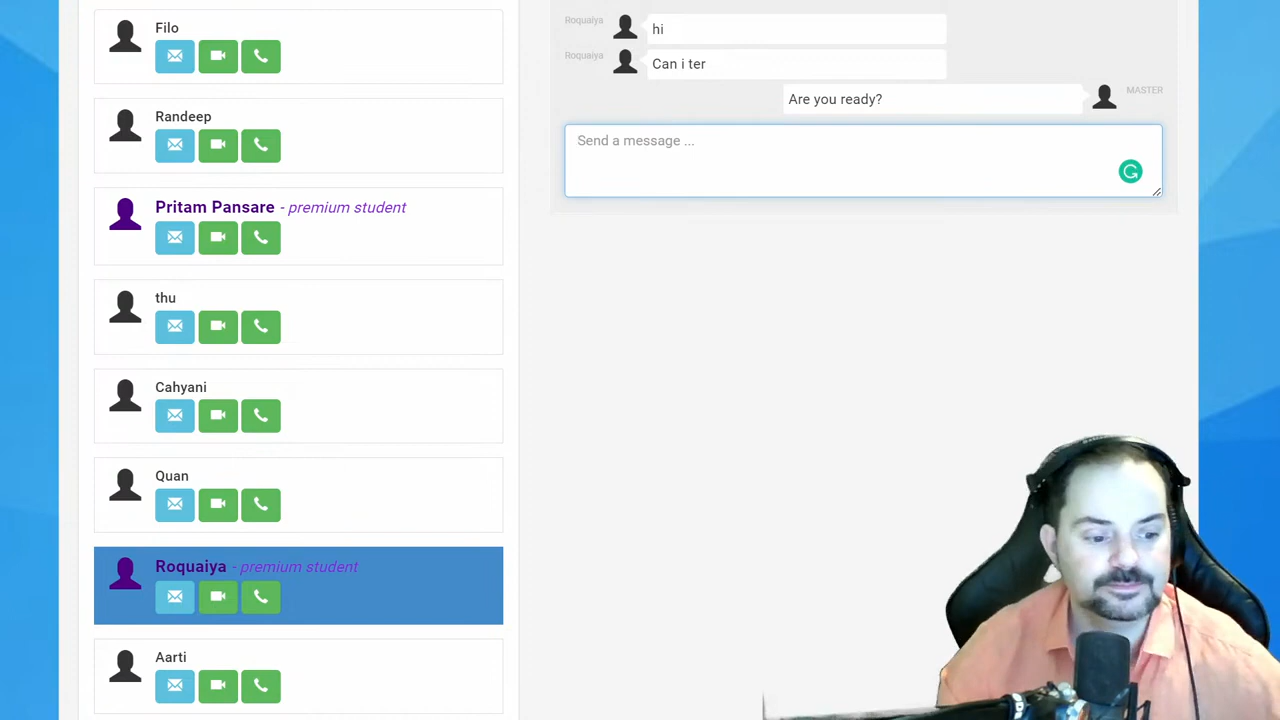 Filo
Randeep
Pritam Pansare - premium student
thu
Cahyani
Quan
Roquaiya - premium student
Aarti
Roquaiya
hi
Roquaiya
Can i ter
Are you ready?
MASTER
Send a message ...